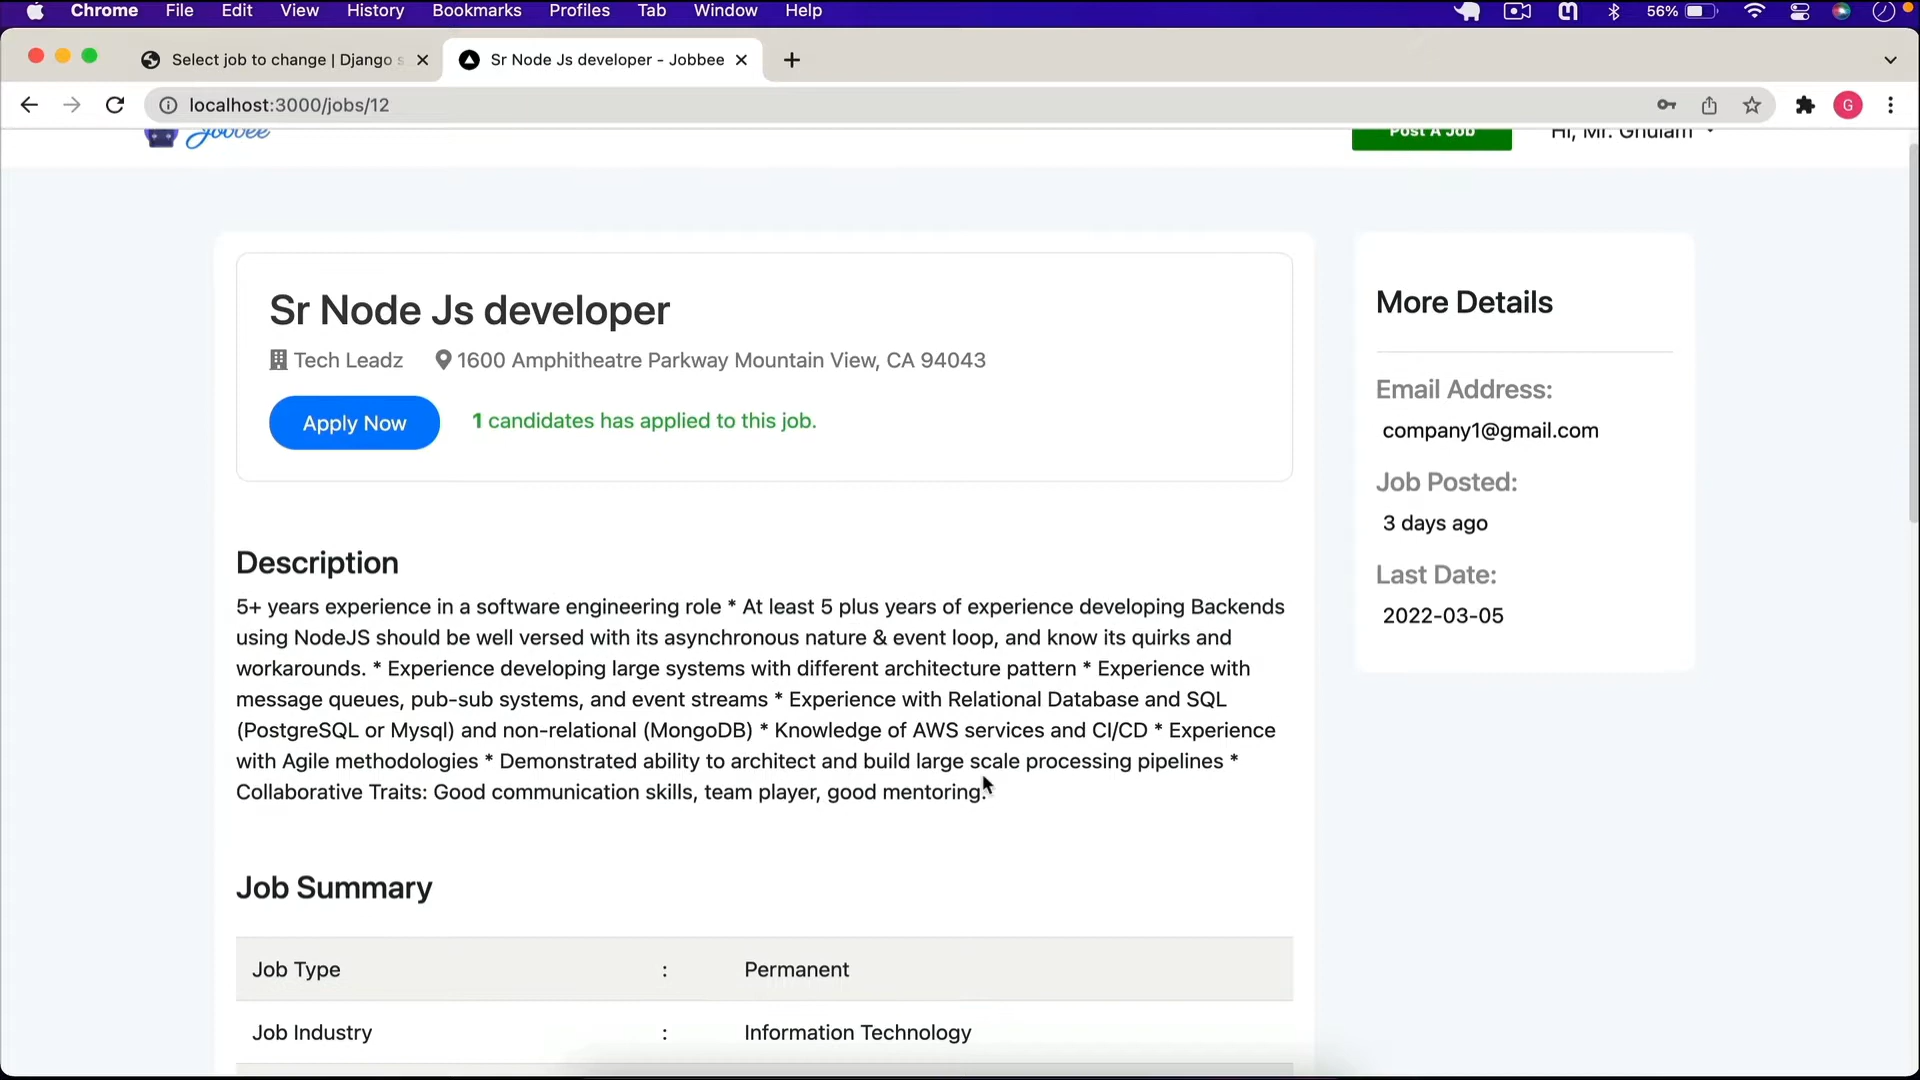 Chrome File Edit View History Bookmarks Profiles Tab Window Help 56%
Select job to change | Django s
Sr Node Js developer - Jobbee
localhost:3000/jobs/12
G
Jobbee
Post A Job
Hi, Mr. Ghulam
Sr Node Js developer
Tech Leadz 1600 Amphitheatre Parkway Mountain View, CA 94043
Apply Now
1 candidates has applied to this job.
Description
5+ years experience in a software engineering role * At least 5 plus years of experience developing Backends
using NodeJS should be well versed with its asynchronous nature & event loop, and know its quirks and
workarounds. * Experience developing large systems with different architecture pattern * Experience with
message queues, pub-sub systems, and event streams * Experience with Relational Database and SQL
(PostgreSQL or Mysql) and non-relational (MongoDB) * Knowledge of AWS services and CI/CD * Experience
with Agile methodologies * Demonstrated ability to architect and build large scale processing pipelines *
Collaborative Traits: Good communication skills, team player, good mentoring.
Job Summary
Job Type : Permanent
Job Industry : Information Technology
More Details
Email Address:
company1@gmail.com
Job Posted:
3 days ago
Last Date:
2022-03-05